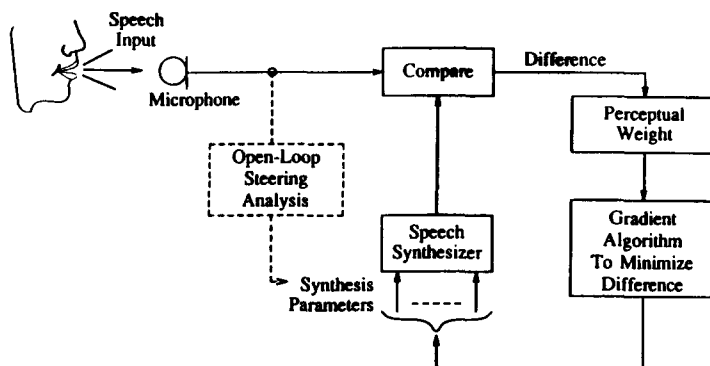 Speech
Input
Microphone
Compare
Difference
Perceptual
Weight
Open-Loop
Steering
Analysis
Speech
Synthesizer
Gradient
Algorithm
To Minimize
Difference
Synthesis
Parameters